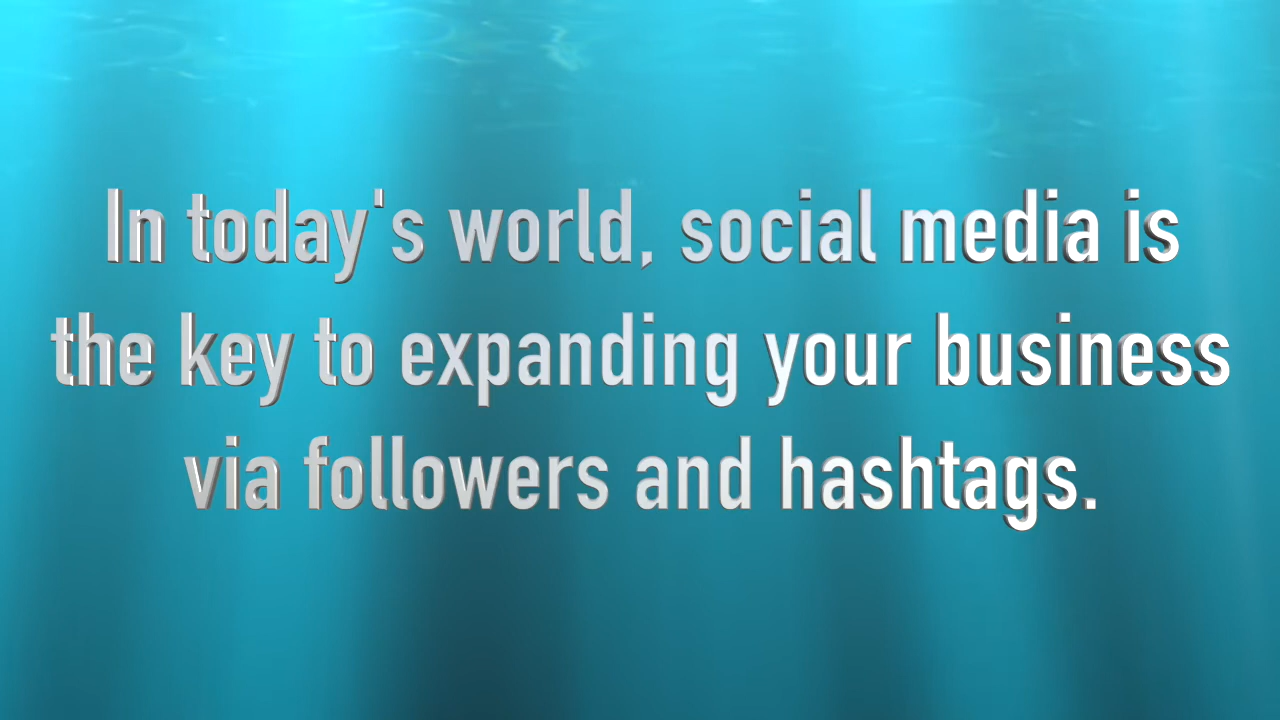 In today's world, social media is
the key to expanding your business
via followers and hashtags.